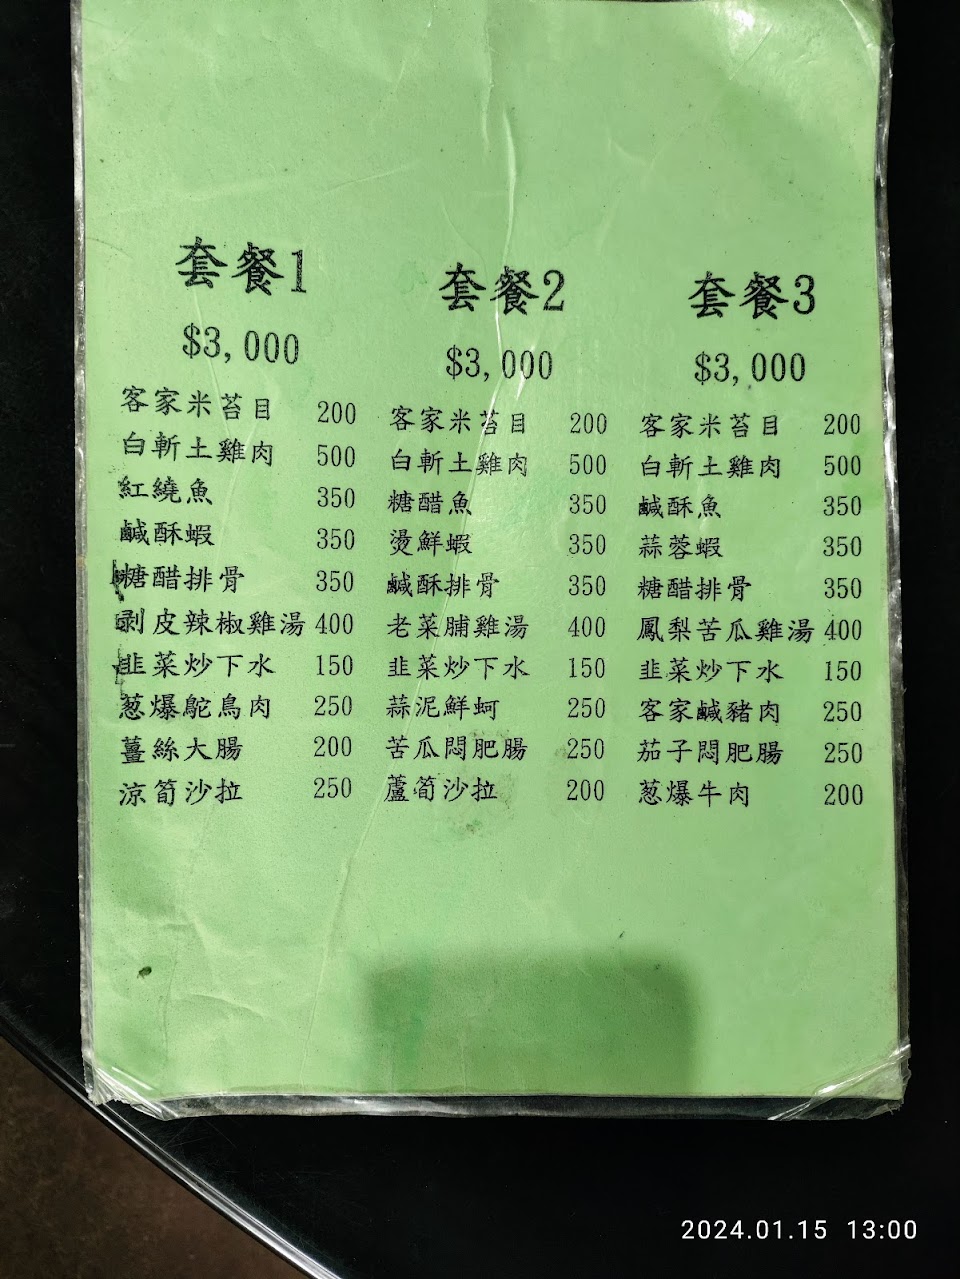 套餐1
$3,000
客家米苔目 200
白斬土雞肉 500
紅繞魚 350
鹹酥蝦 350
糖醋排骨 350
剥皮辣椒雞湯 400
韭菜炒下水 150
葱爆鴕鳥肉 250
薑絲大腸 200
涼筍沙拉 250
套餐2
$3,000
客家米苔目 200
白斬土雞肉 500
糖醋魚 350
燙鮮蝦 350
鹹酥排骨 350
老菜脯雞湯 400
韭菜炒下水 150
蒜泥鮮蚵 250
苦瓜悶肥腸 250
蘆筍沙拉 200
套餐3
$3,000
客家米苔目 200
白斬土雞肉 500
鹹酥魚 350
蒜蓉蝦 350
糖醋排骨 350
鳳梨苦瓜雞湯 400
韭菜炒下水 150
客家鹹豬肉 250
茄子悶肥腸 250
葱爆牛肉 200
2024.01.15 13:00